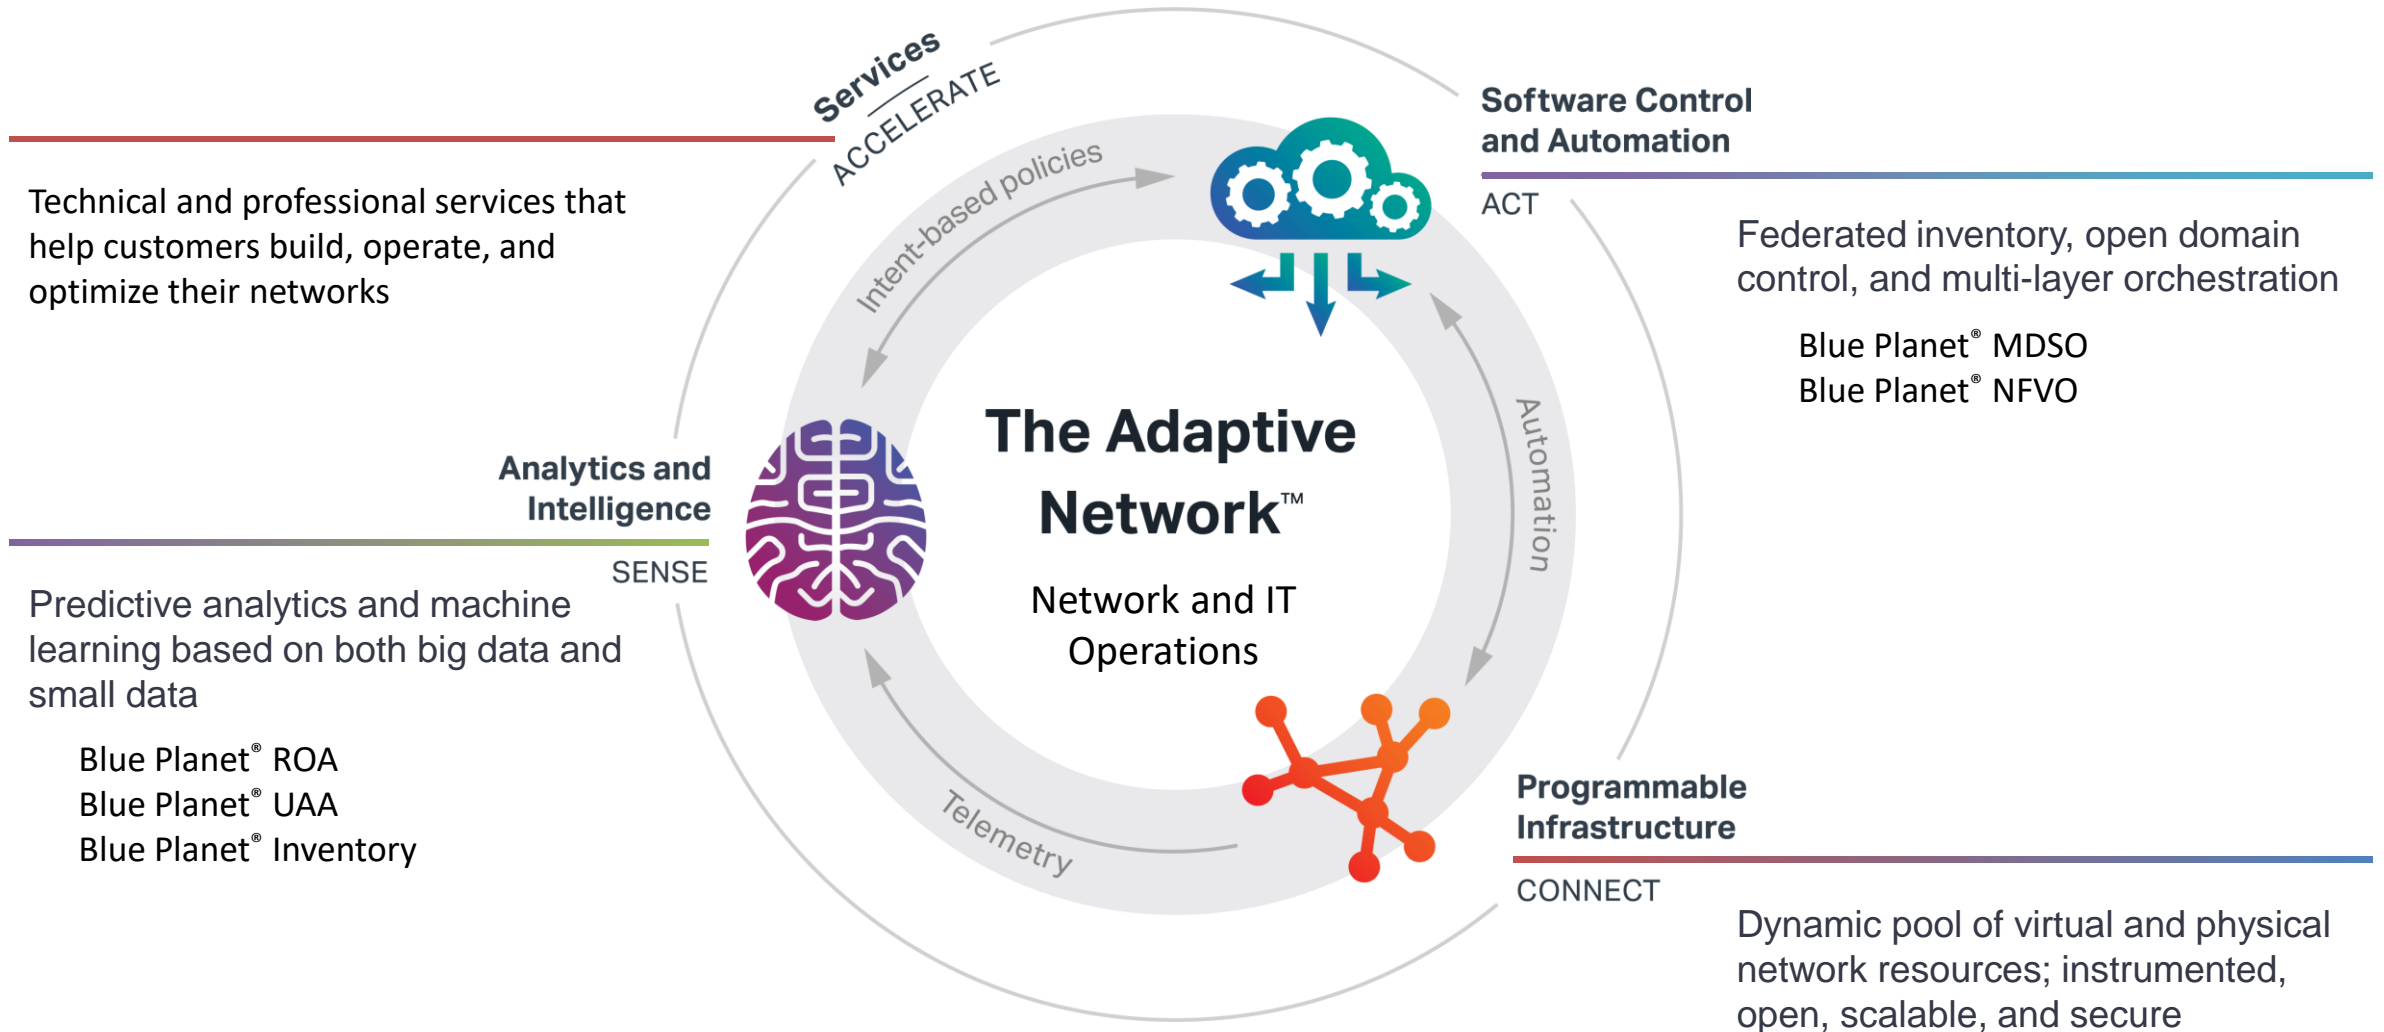 Services
ACCELERATE
Technical and professional services that
help customers build, operate, and
optimize their networks
Intent-based policies
Software Control
and Automation
ACT
Federated inventory, open domain
control, and multi-layer orchestration
Blue Planet® MDSO
Blue Planet® NFVO
The Adaptive
Network™
Network and IT
Operations
Automation
Analytics and
Intelligence
SENSE
Predictive analytics and machine
learning based on both big data and
small data
Blue Planet® ROA
Blue Planet® UAA
Blue Planet® Inventory
Telemetry
Programmable
Infrastructure
CONNECT
Dynamic pool of virtual and physical
network resources; instrumented,
open, scalable, and secure